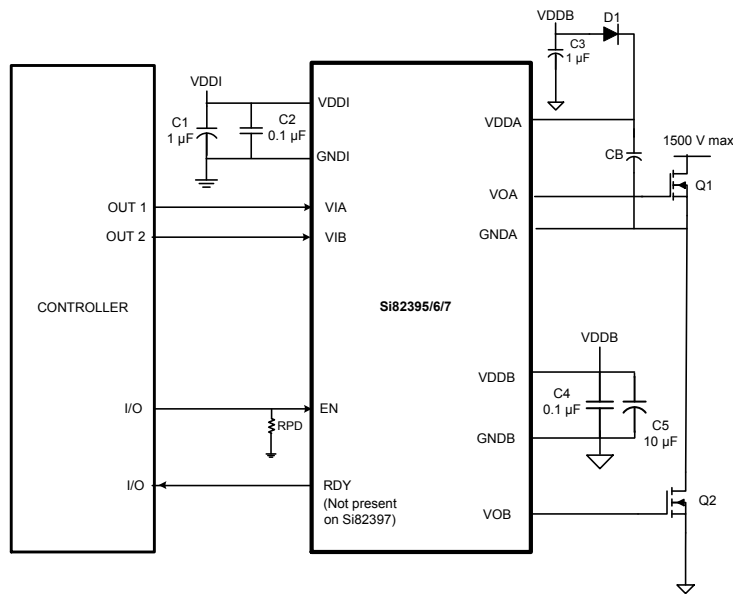 VDDB
D1
C3
1 µF
VDDI
C1
1 µF
C2
0.1 µF
VDDI
GNDI
VDDA
CB
1500 V max
Q1
VOA
GNDA
OUT 1
VIA
OUT 2
VIB
CONTROLLER
Si82395/6/7
VDDB
VDDB
C4
0.1 µF
C5
10 µF
GNDB
I/O
EN
RPD
I/O
RDY
(Not present
on Si82397)
VOB
Q2